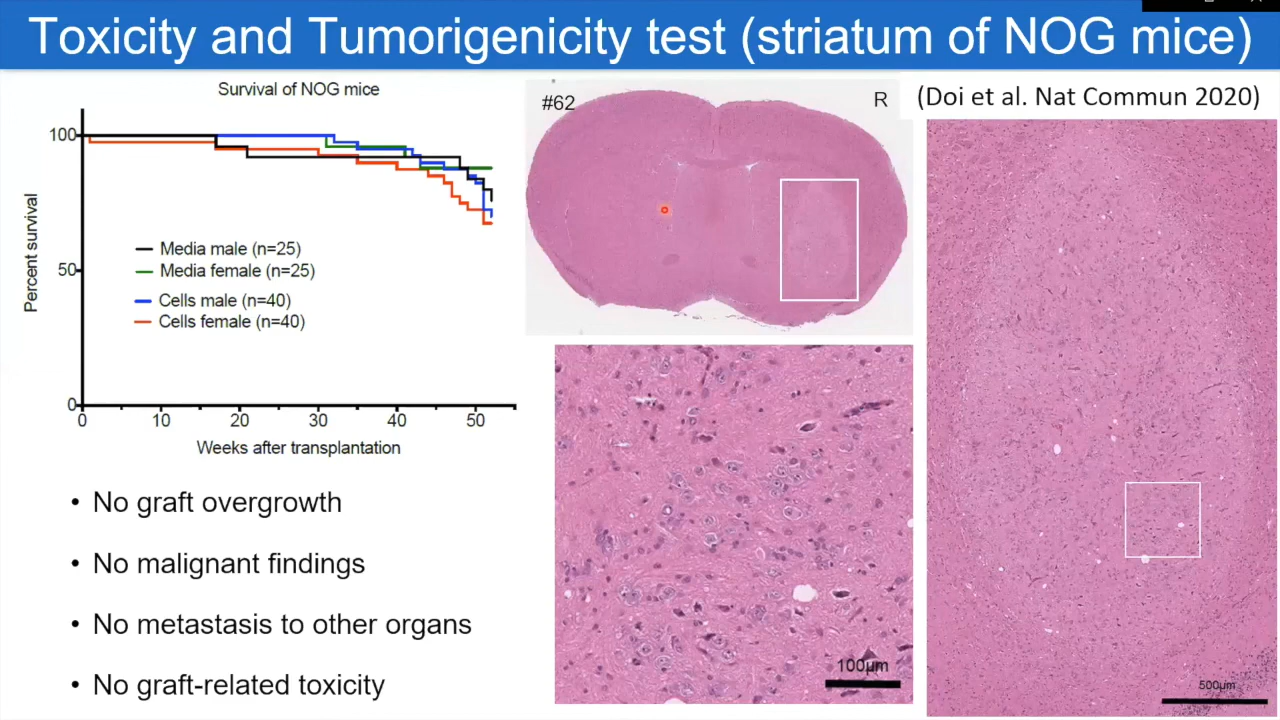 Toxicity and Tumorigenicity test (striatum of NOG mice)
Survival of NOG mice
100
50
0
Percent survival
Media male (n=25)
Media female (n=25)
Cells male (n=40)
Cells female (n=40)
0 10 20 30 40 50
Weeks after transplantation
• No graft overgrowth
• No malignant findings
• No metastasis to other organs
• No graft-related toxicity
#62
R
(Doi et al. Nat Commun 2020)
100µm
500µm